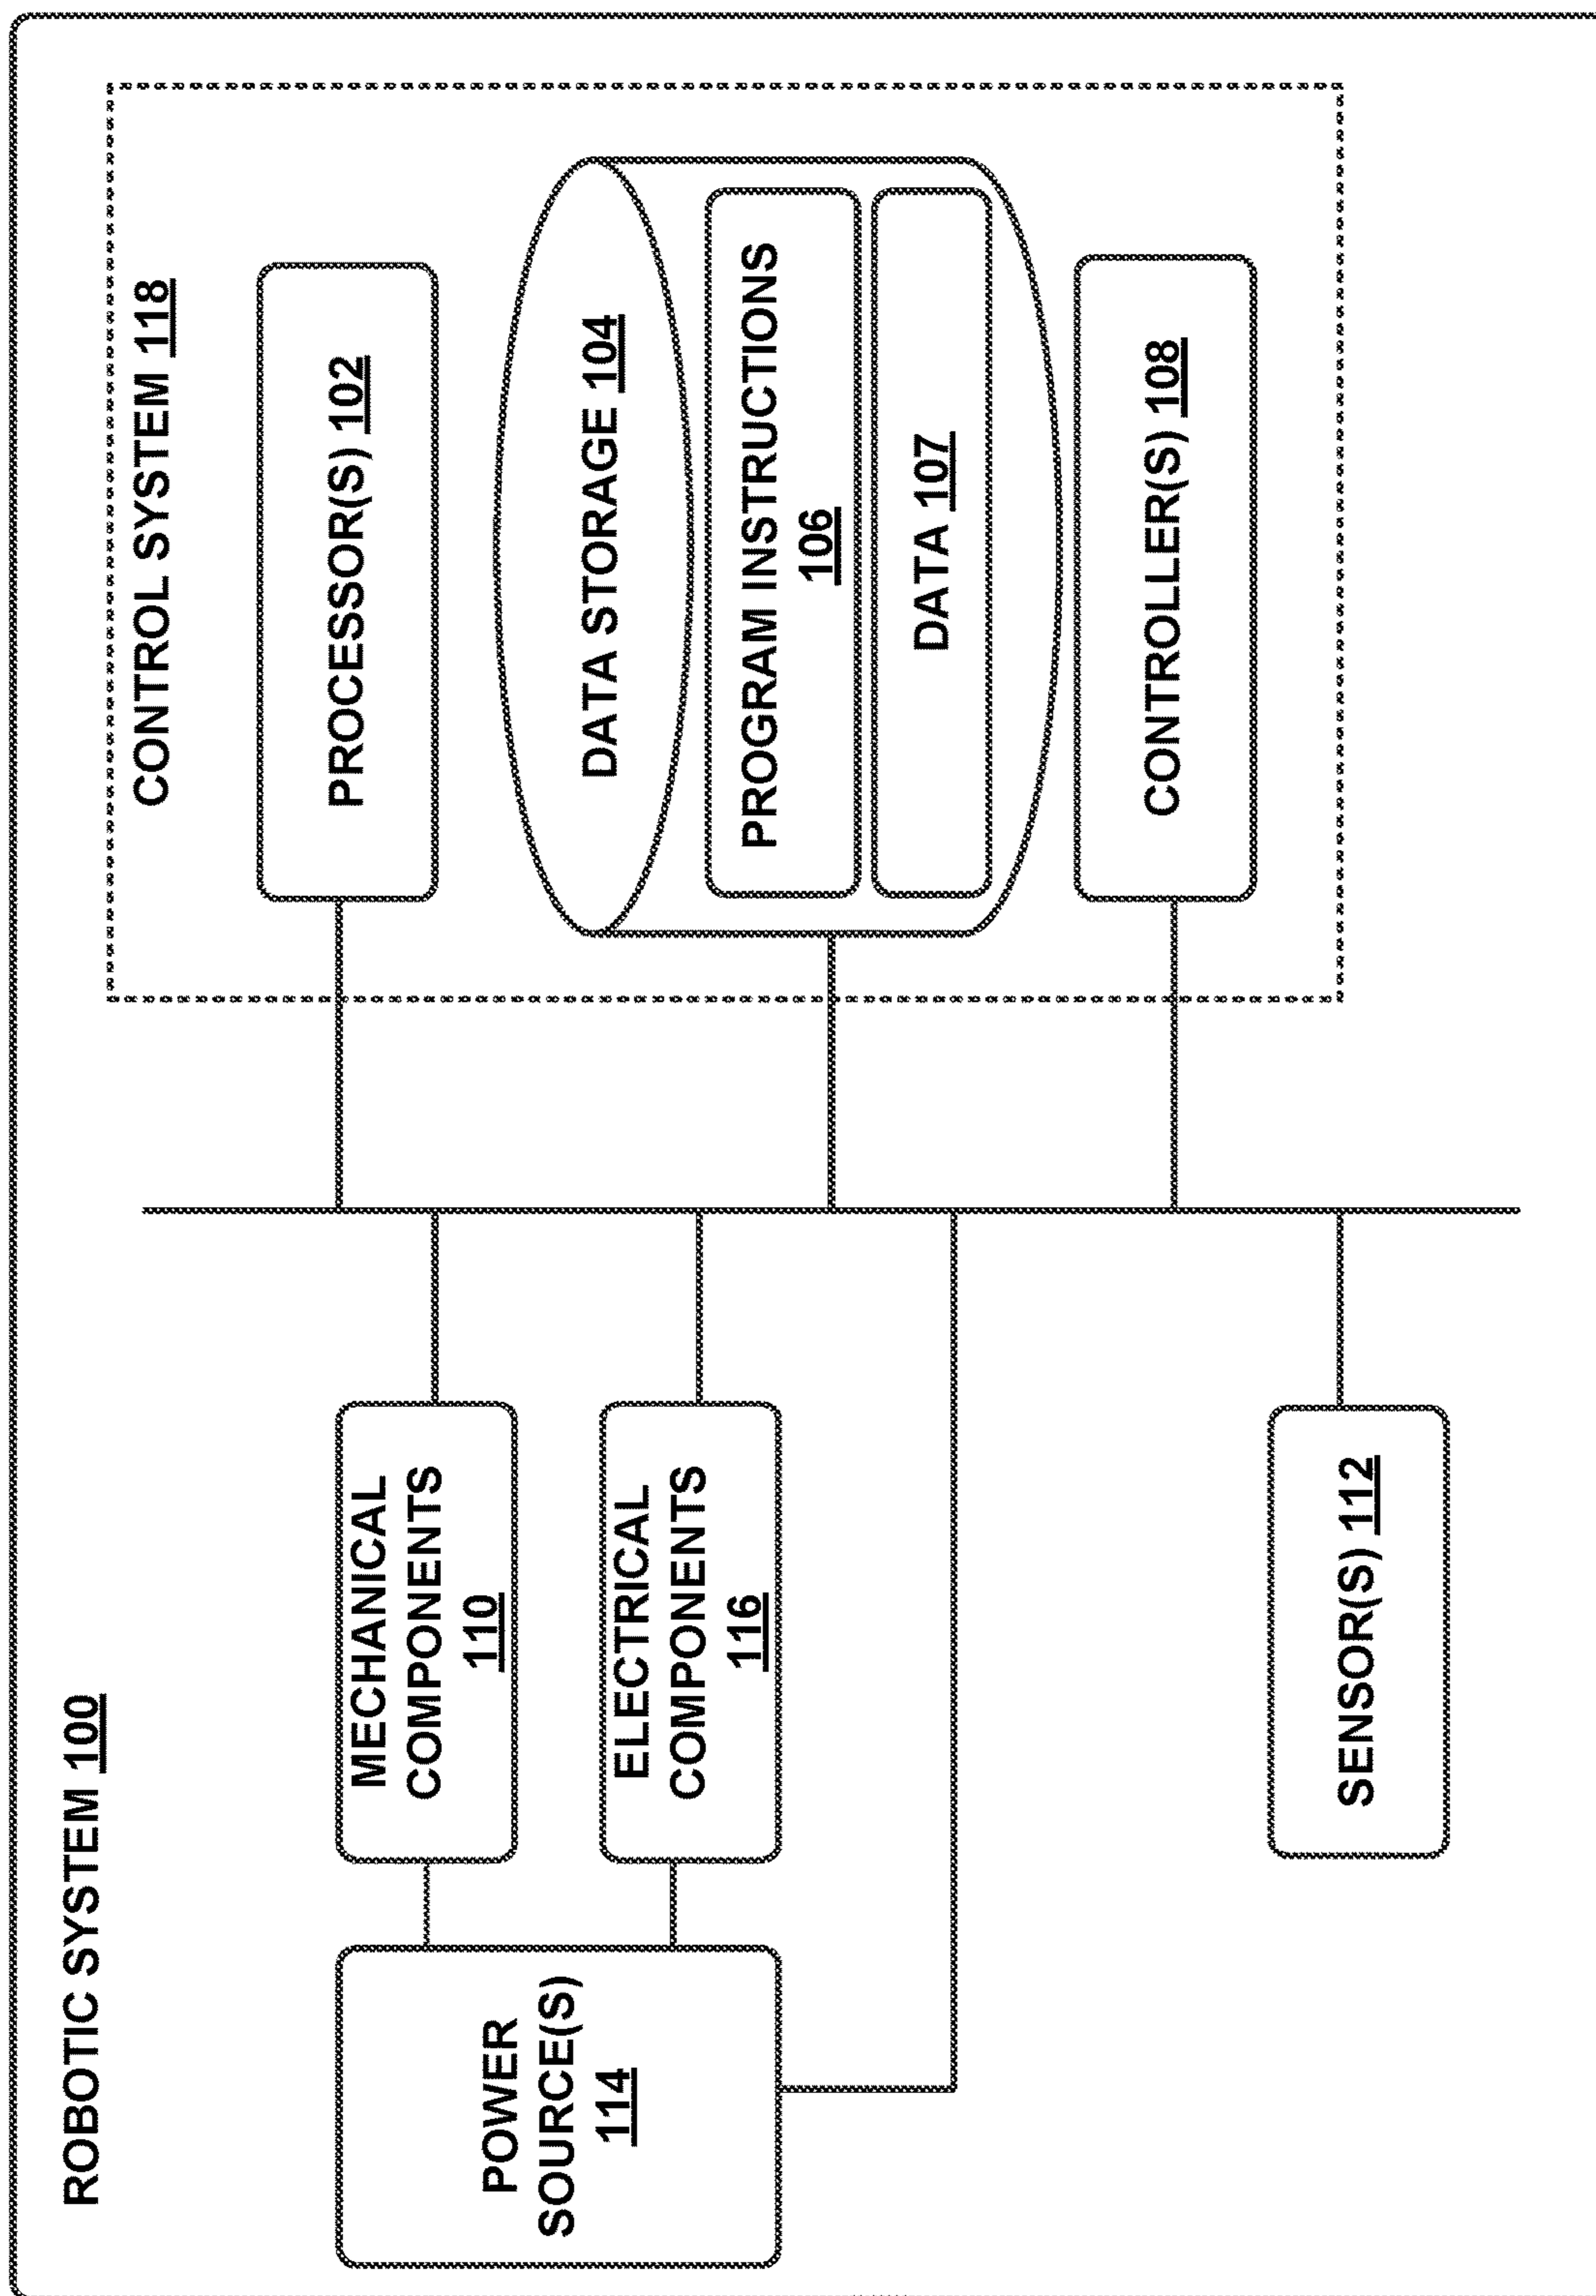 ROBOTIC SYSTEM 100
CONTROL SYSTEM 118
PROCESSOR(S) 102
DATA STORAGE 104
PROGRAM INSTRUCTIONS
106
DATA 107
CONTROLLER(S) 108
MECHANICAL
COMPONENTS
110
ELECTRICAL
COMPONENTS
116
POWER
SOURCE(S)
114
SENSOR(S) 112